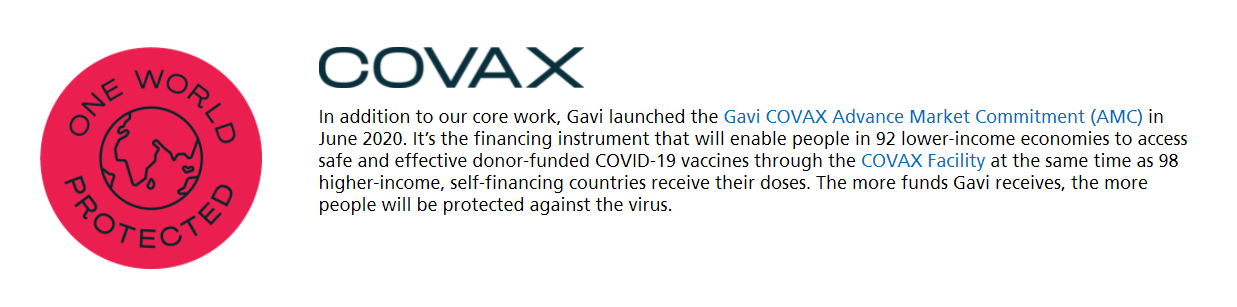 ONE WORLD
PROTECTED
COVAX
In addition to our core work, Gavi launched the Gavi COVAX Advance Market Commitment (AMC) in
June 2020. It’s the financing instrument that will enable people in 92 lower-income economies to access
safe and effective donor-funded COVID-19 vaccines through the COVAX Facility at the same time as 98
higher-income, self-financing countries receive their doses. The more funds Gavi receives, the more
people will be protected against the virus.